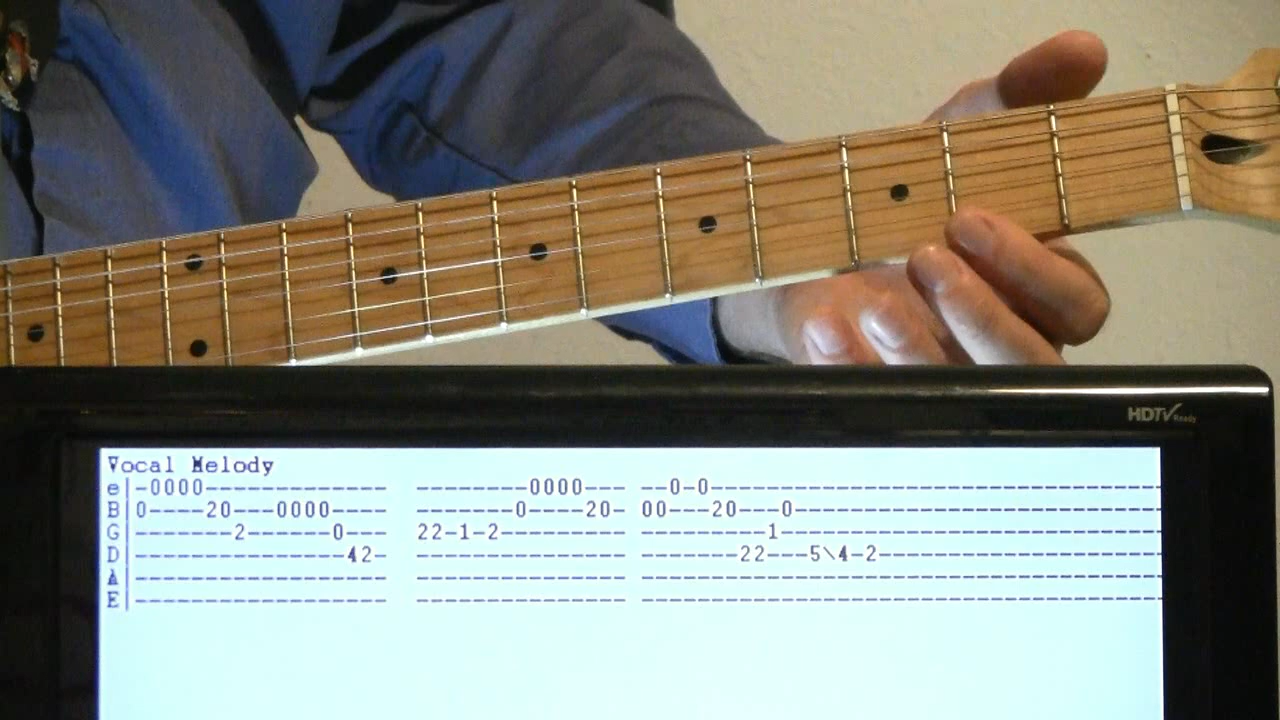 HDTV Ready
Vocal Melody
e|-0000---------------- ----------0000--- ---0-0--------------------------
B|0----20---0000----- ---------0----20- 00---20---0---------------------
G|---------2--------0---- 22-1-2----------- -----------1---------------------
D|-------------------42- ----------------- ---------22---5\4-2--------------
A|----------------------- ----------------- ----------------------------------
E|----------------------- ----------------- ----------------------------------